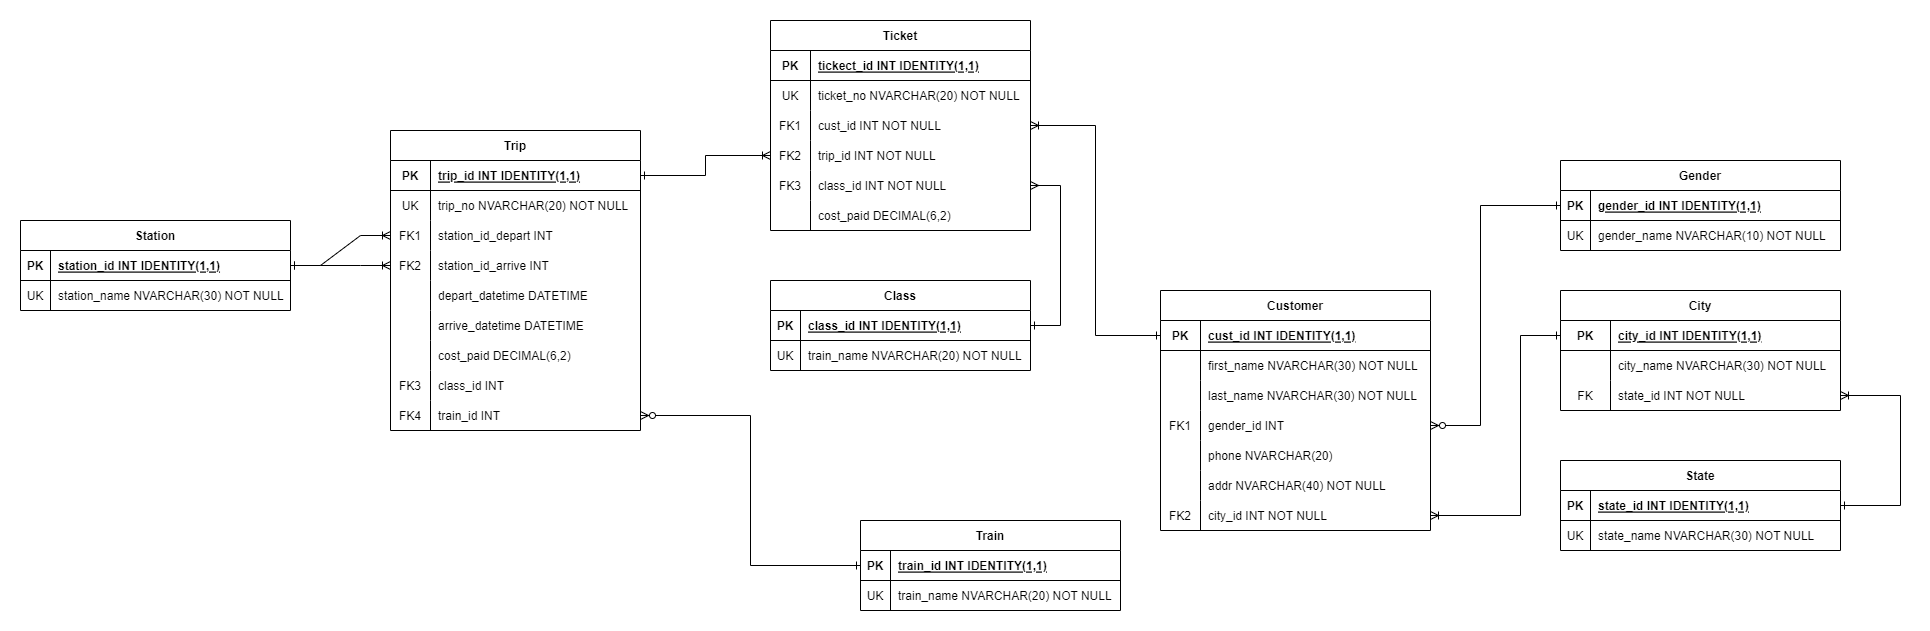 Station
PK station_id INT IDENTITY(1,1)
UK station_name NVARCHAR(30) NOT NULL
Trip
PK trip_id INT IDENTITY(1,1)
UK trip_no NVARCHAR(20) NOT NULL
FK1 station_id_depart INT
FK2 station_id_arrive INT
depart_datetime DATETIME
arrive_datetime DATETIME
cost_paid DECIMAL(6,2)
FK3 class_id INT
FK4 train_id INT
Ticket
PK tickect_id INT IDENTITY(1,1)
UK ticket_no NVARCHAR(20) NOT NULL
FK1 cust_id INT NOT NULL
FK2 trip_id INT NOT NULL
FK3 class_id INT NOT NULL
cost_paid DECIMAL(6,2)
Class
PK class_id INT IDENTITY(1,1)
UK train_name NVARCHAR(20) NOT NULL
Train
PK train_id INT IDENTITY(1,1)
UK train_name NVARCHAR(20) NOT NULL
Customer
PK cust_id INT IDENTITY(1,1)
first_name NVARCHAR(30) NOT NULL
last_name NVARCHAR(30) NOT NULL
FK1 gender_id INT
phone NVARCHAR(20)
addr NVARCHAR(40) NOT NULL
FK2 city_id INT NOT NULL
Gender
PK gender_id INT IDENTITY(1,1)
UK gender_name NVARCHAR(10) NOT NULL
City
PK city_id INT IDENTITY(1,1)
city_name NVARCHAR(30) NOT NULL
FK state_id INT NOT NULL
State
PK state_id INT IDENTITY(1,1)
UK state_name NVARCHAR(30) NOT NULL